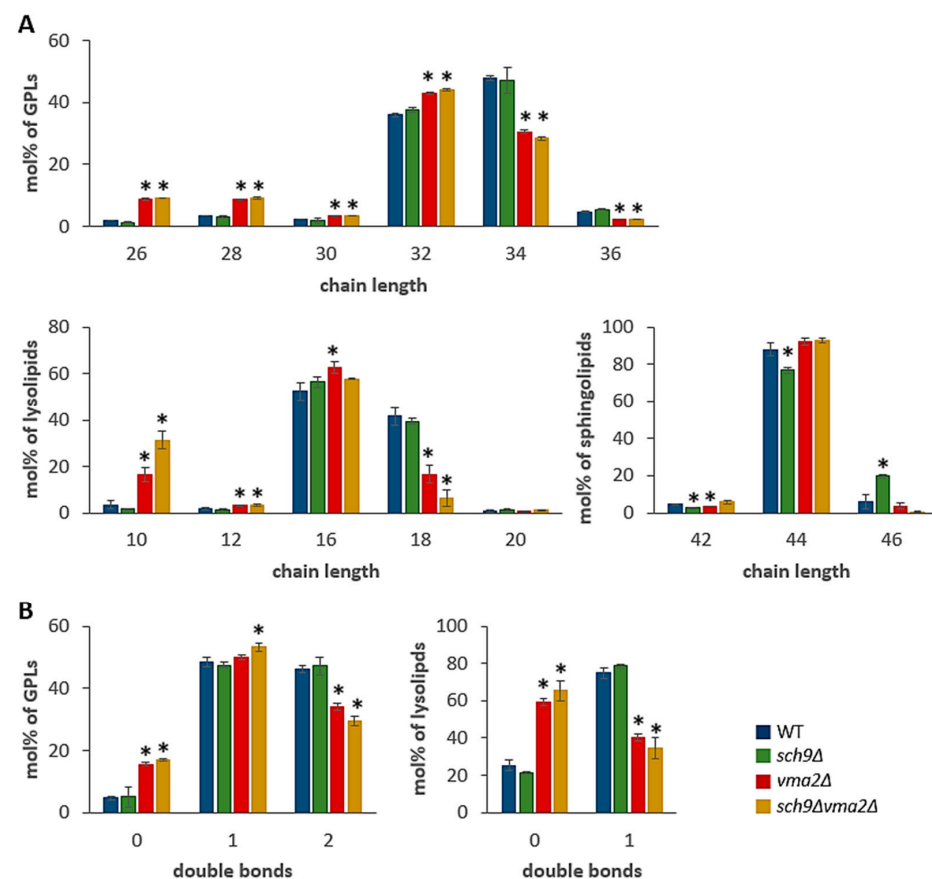 A
mol% of GPLs
60
40
20
0
* * * * * * * * * * * *
26 28 30 32 34 36
chain length
mol% of lysolipids
80
60
40
20
0
* * * * * * *
10 12 16 18 20
chain length
mol% of sphingolipids
100
80
60
40
20
0
* * * *
42 44 46
chain length
B
mol% of GPLs
60
40
20
0
* * * * *
0 1 2
double bonds
mol% of lysolipds
100
80
60
40
20
0
* * * *
0 1
double bonds
WT
sch9Δ
vma2Δ
sch9Δvma2Δ